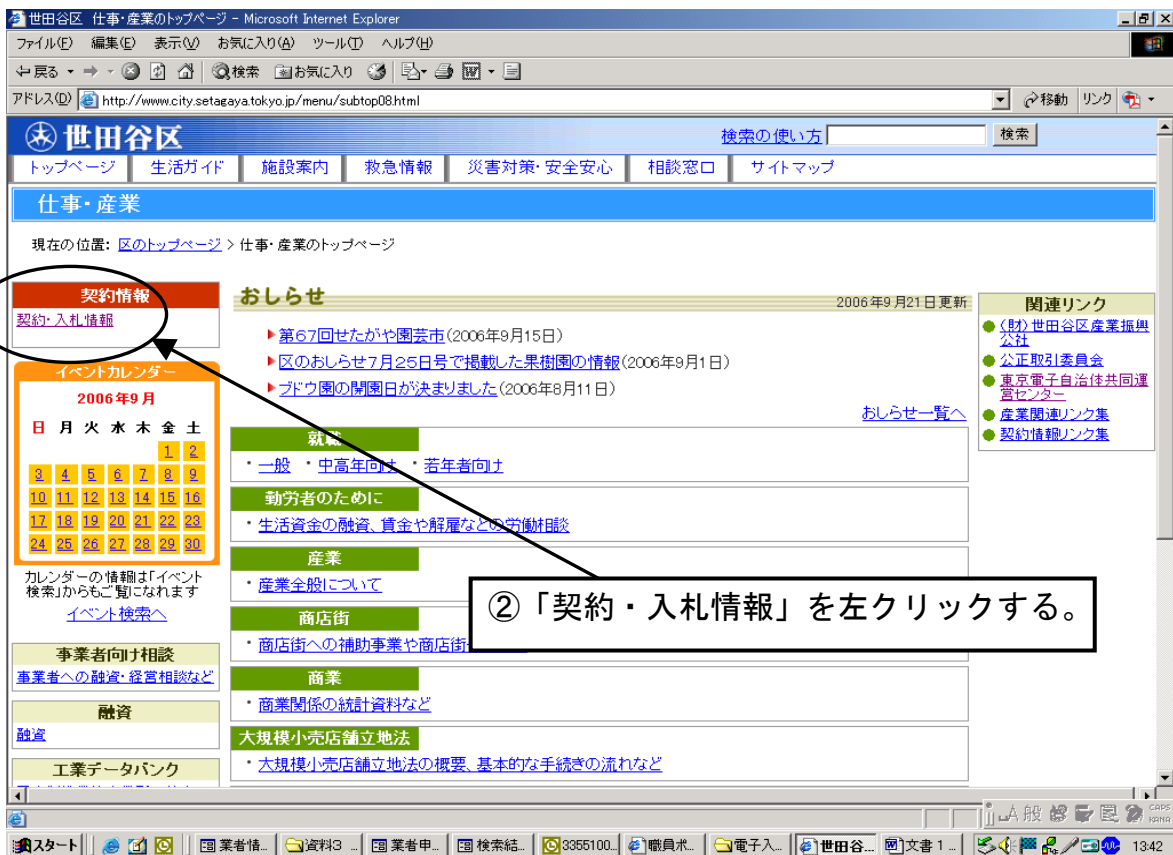 世田谷区 仕事・産業のトップページ - Microsoft Internet Explorer
ファイル(F) 編集(E) 表示(V) お気に入り(A) ツール(T) ヘルプ(H)
戻る 検索 お気に入り
アドレス(D) http://www.city.setagaya.tokyo.jp/menu/subtop08.html 移動 リンク
世田谷区 検索の使い方 検索
トップページ 生活ガイド 施設案内 救急情報 災害対策・安全安心 相談窓口 サイトマップ
仕事・産業
現在の位置: 区のトップページ > 仕事・産業のトップページ
契約情報
契約・入札情報
イベントカレンダー
2006年9月
日 月 火 水 木 金 土
1 2
3 4 5 6 7 8 9
10 11 12 13 14 15 16
17 18 19 20 21 22 23
24 25 26 27 28 29 30
カレンダーの情報は「イベント
検索」からもご覧になれます
イベント検索へ
事業者向け相談
事業者への融資・経営相談など
融資
融資
工業データバンク
おしらせ 2006年9月21日更新
第67回せたがや園芸市(2006年9月15日)
区のおしらせ7月25日号で掲載した果樹園の情報(2006年9月1日)
ブドウ園の開園日が決まりました(2006年8月11日)
おしらせ一覧へ
就職
・一般 ・中高年向け ・若年者向け
勤労者のために
・生活資金の融資、賃金や解雇などの労働相談
産業
・産業全般について
商店街
・商店街への補助事業や商店街
商業
・商業関係の統計資料など
大規模小売店舗立地法
・大規模小売店舗立地法の概要、基本的な手続きの流れなど
関連リンク
(財)世田谷区産業振興
公社
公正取引委員会
東京電子自治体共同運
営センター
産業関連リンク集
契約情報リンク集
②「契約・入札情報」を左クリックする。
A 般 CAPS
KANA
スタート 業者情... 資料3 ... 業者申... 検索結... 3355100... 職員ポ... 電子入... 世田谷... 文書 1 ... 13:42